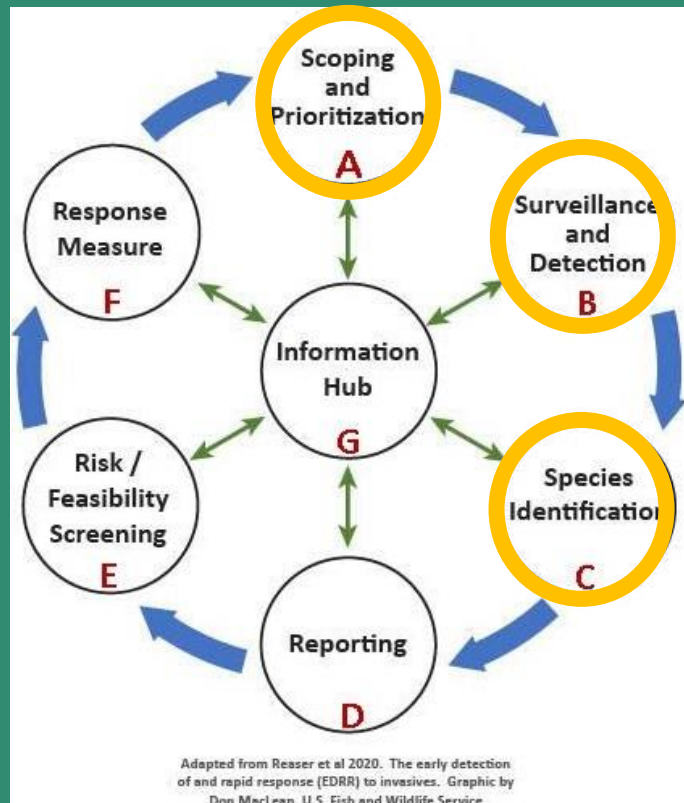 Scoping
and
Prioritization
A
Surveillance
and
Detection
B
Species
Identification
C
Reporting
D
Risk /
Feasibility
Screening
E
Response
Measure
F
Information
Hub
G
Adapted from Reaser et al 2020. The early detection
of and rapid response (EDRR) to invasives. Graphic by
Don MacLean, U.S. Fish and Wildlife Service